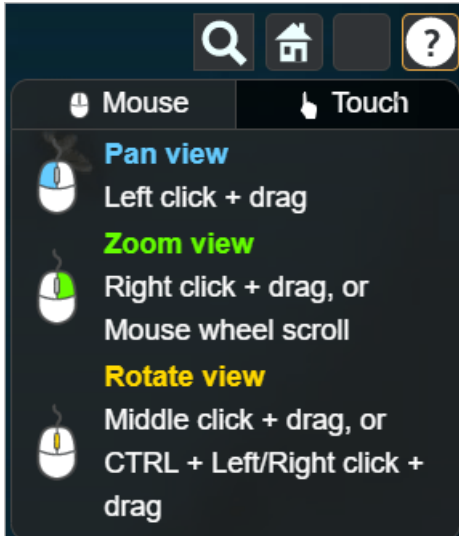 ?
Mouse
Touch
Pan view
Left click + drag
Zoom view
Right click + drag, or
Mouse wheel scroll
Rotate view
Middle click + drag, or
CTRL + Left/Right click +
drag